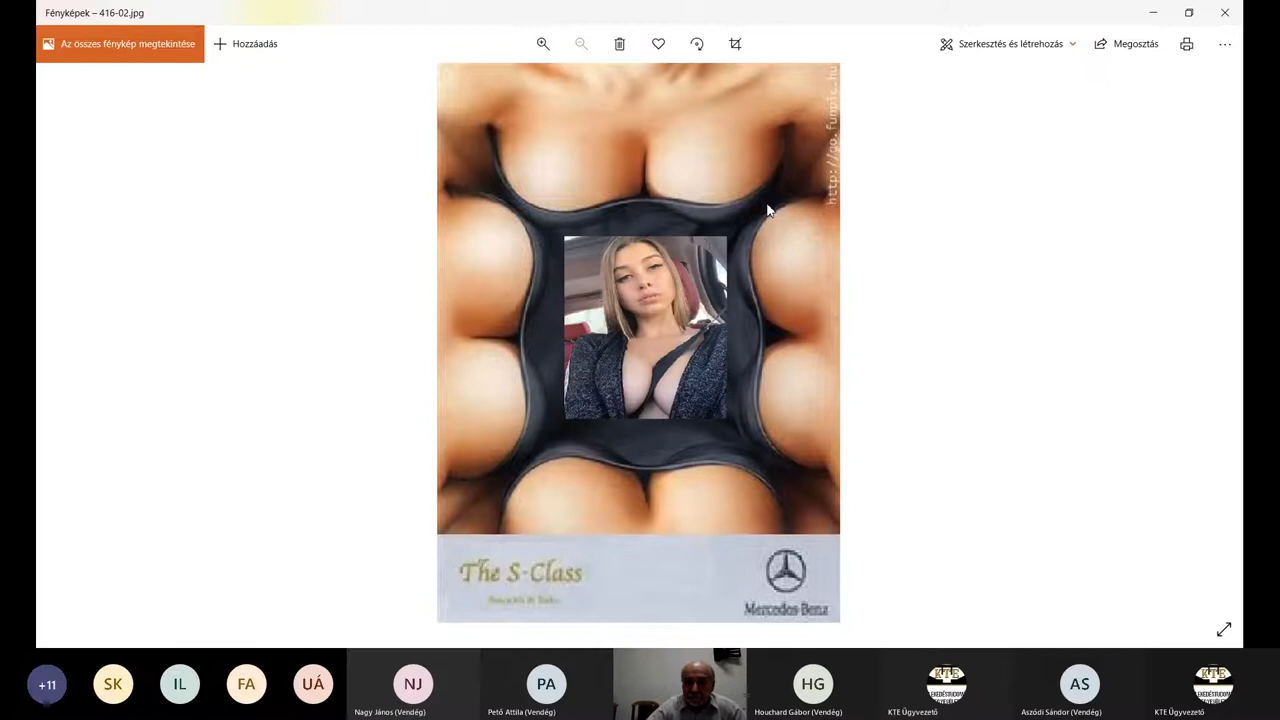 Fényképek – 416-02.jpg
Az összes fénykép megtekintése
Hozzáadás
Szerkesztés és létrehozás
Megosztás
http://go.funpic.hu
The S-Class
Mercedes-Benz
+11
SK
IL
FA
UÁ
NJ
PA
HG
KTE
AS
KTE
Nagy János (Vendég)
Pető Attila (Vendég)
Houchard Gábor (Vendég)
KTE Ügyvezető
Aszódi Sándor (Vendég)
KTE Ügyvezető